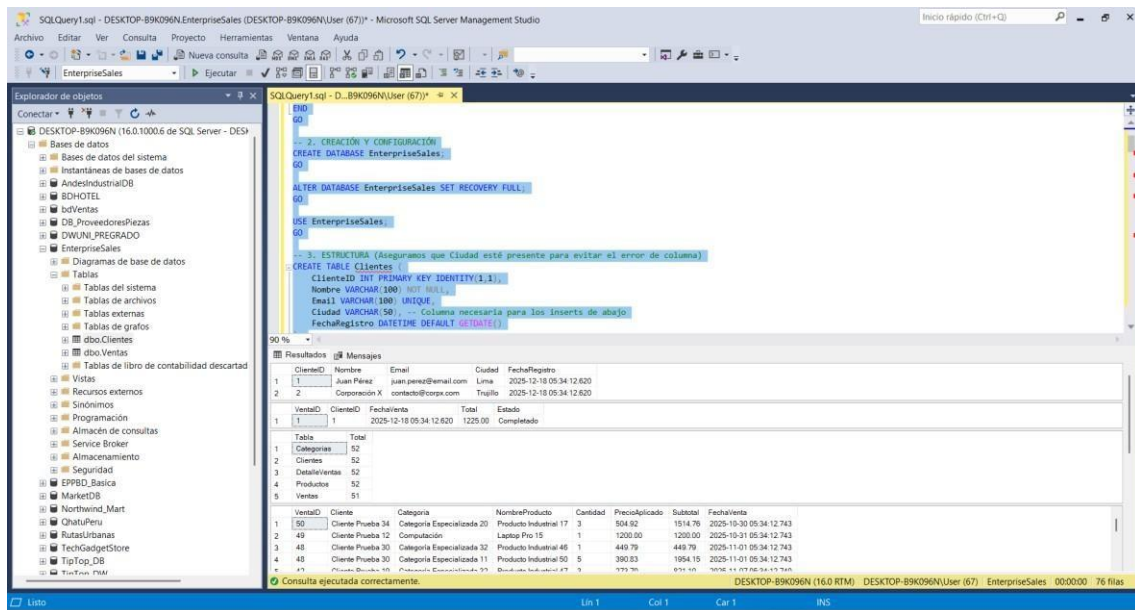 SQLQuery1.sql - DESKTOP-B9K096N.EnterpriseSales (DESKTOP-B9K096N\User (67))* - Microsoft SQL Server Management Studio
Inicio rápido (Ctrl+Q)
Archivo Editar Ver Consulta Proyecto Herramientas Ventana Ayuda
Nueva consulta
EnterpriseSales
Ejecutar
Explorador de objetos
Conectar
DESKTOP-B9K096N (16.0.1000.6 de SQL Server - DESK
Bases de datos
Bases de datos del sistema
Instantáneas de bases de datos
AndesIndustrialDB
BDHOTEL
bdVentas
DB_ProveedoresPiezas
DWUNI_PREGRADO
EnterpriseSales
Diagramas de base de datos
Tablas
Tablas del sistema
Tablas de archivos
Tablas externas
Tablas de grafos
dbo.Clientes
dbo.Ventas
Tablas de libro de contabilidad descartad
Vistas
Recursos externos
Sinónimos
Programación
Almacén de consultas
Service Broker
Almacenamiento
Seguridad
EPPBD_Basica
MarketDB
Northwind_Mart
QhatuPeru
RutasUrbanas
TechGadgetStore
TipTop_DB
TipTop_DW
SQLQuery1.sql - D...B9K096N\User (67))*
END
GO
-- 2. CREACIÓN Y CONFIGURACIÓN
CREATE DATABASE EnterpriseSales;
GO
ALTER DATABASE EnterpriseSales SET RECOVERY FULL;
GO
USE EnterpriseSales;
GO
-- 3. ESTRUCTURA (Aseguramos que Ciudad esté presente para evitar el error de columna)
CREATE TABLE Clientes (
ClienteID INT PRIMARY KEY IDENTITY(1,1),
Nombre VARCHAR(100) NOT NULL,
Email VARCHAR(100) UNIQUE,
Ciudad VARCHAR(50), -- Columna necesaria para los inserts de abajo
FechaRegistro DATETIME DEFAULT GETDATE()
90 %
Resultados Mensajes
ClienteID Nombre Email Ciudad FechaRegistro
1 1 Juan Pérez juan.perez@email.com Lima 2025-12-18 05:34:12.620
2 2 Corporación X contacto@corpx.com Trujillo 2025-12-18 05:34:12.620
VentaID ClienteID FechaVenta Total Estado
1 1 1 2025-12-18 05:34:12.620 1225.00 Completado
Tabla Total
1 Categorias 52
2 Clientes 52
3 DetalleVentas 52
4 Productos 52
5 Ventas 51
VentaID Cliente Categoria NombreProducto Cantidad PrecioAplicado Subtotal FechaVenta
1 50 Cliente Prueba 34 Categoría Especializada 20 Producto Industrial 17 3 504.92 1514.76 2025-10-30 05:34:12.743
2 49 Cliente Prueba 12 Computación Laptop Pro 15 1 1200.00 1200.00 2025-10-31 05:34:12.743
3 48 Cliente Prueba 30 Categoría Especializada 32 Producto Industrial 46 1 449.79 449.79 2025-11-01 05:34:12.743
4 48 Cliente Prueba 30 Categoría Especializada 11 Producto Industrial 50 5 390.83 1954.15 2025-11-01 05:34:12.743
Consulta ejecutada correctamente.
DESKTOP-B9K096N (16.0 RTM) DESKTOP-B9K096N\User (67) EnterpriseSales 00:00:00 76 filas
Listo Lín 1 Col 1 Car 1 INS